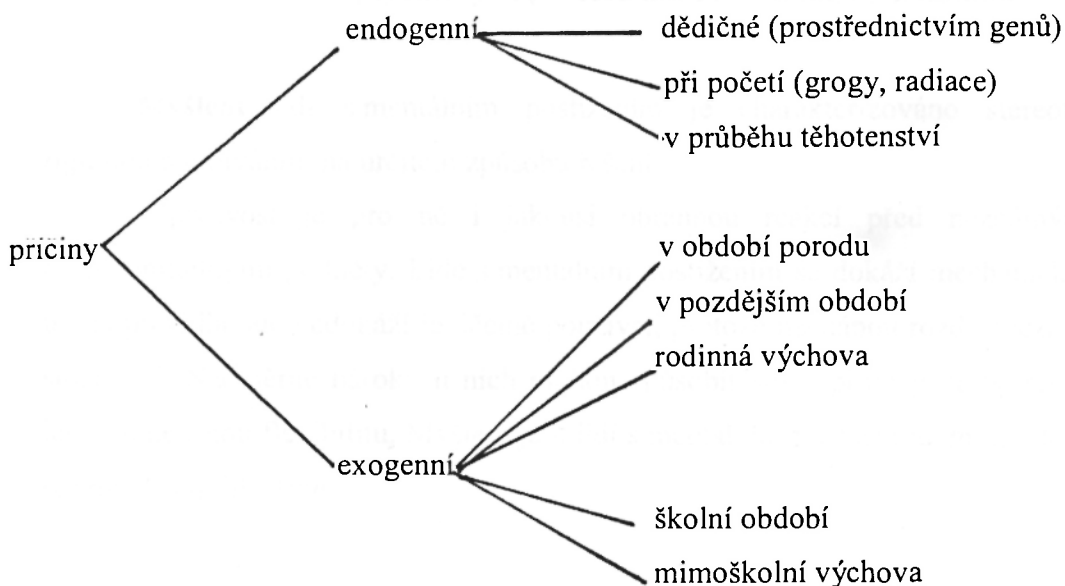 endogenní
dědičné (prostřednictvím genů)
při početí (grogy, radiace)
v průběhu těhotenství
příčiny
v období porodu
v pozdějším období
rodinná výchova
exogenní
školní období
mimoškolní výchova